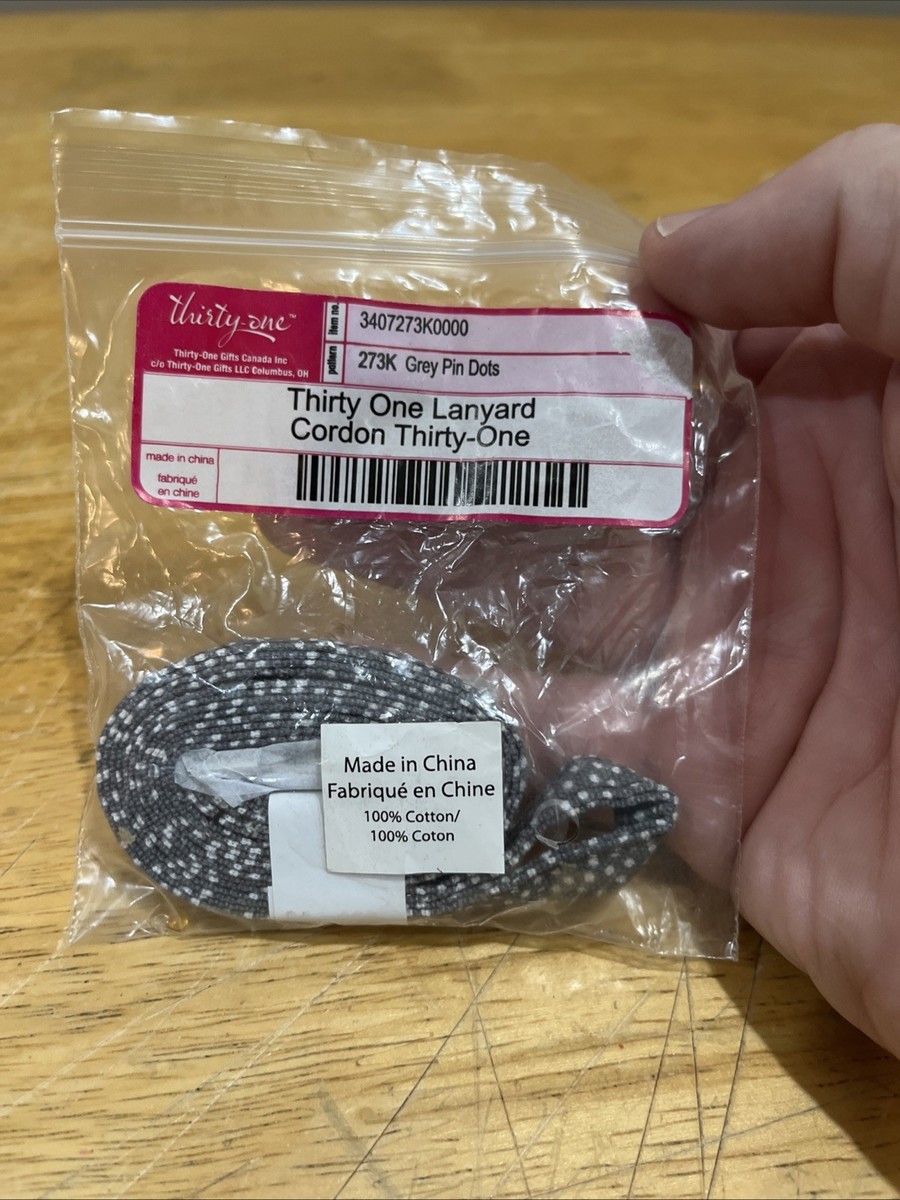 thirty-one™
Thirty-One Gifts Canada Inc
c/o Thirty-One Gifts LLC Columbus, OH
item no.
3407273K0000
pattern
273K Grey Pin Dots
Thirty One Lanyard
Cordon Thirty-One
made in china
fabriqué
en chine
Made in China
Fabriqué en Chine
100% Cotton/
100% Coton